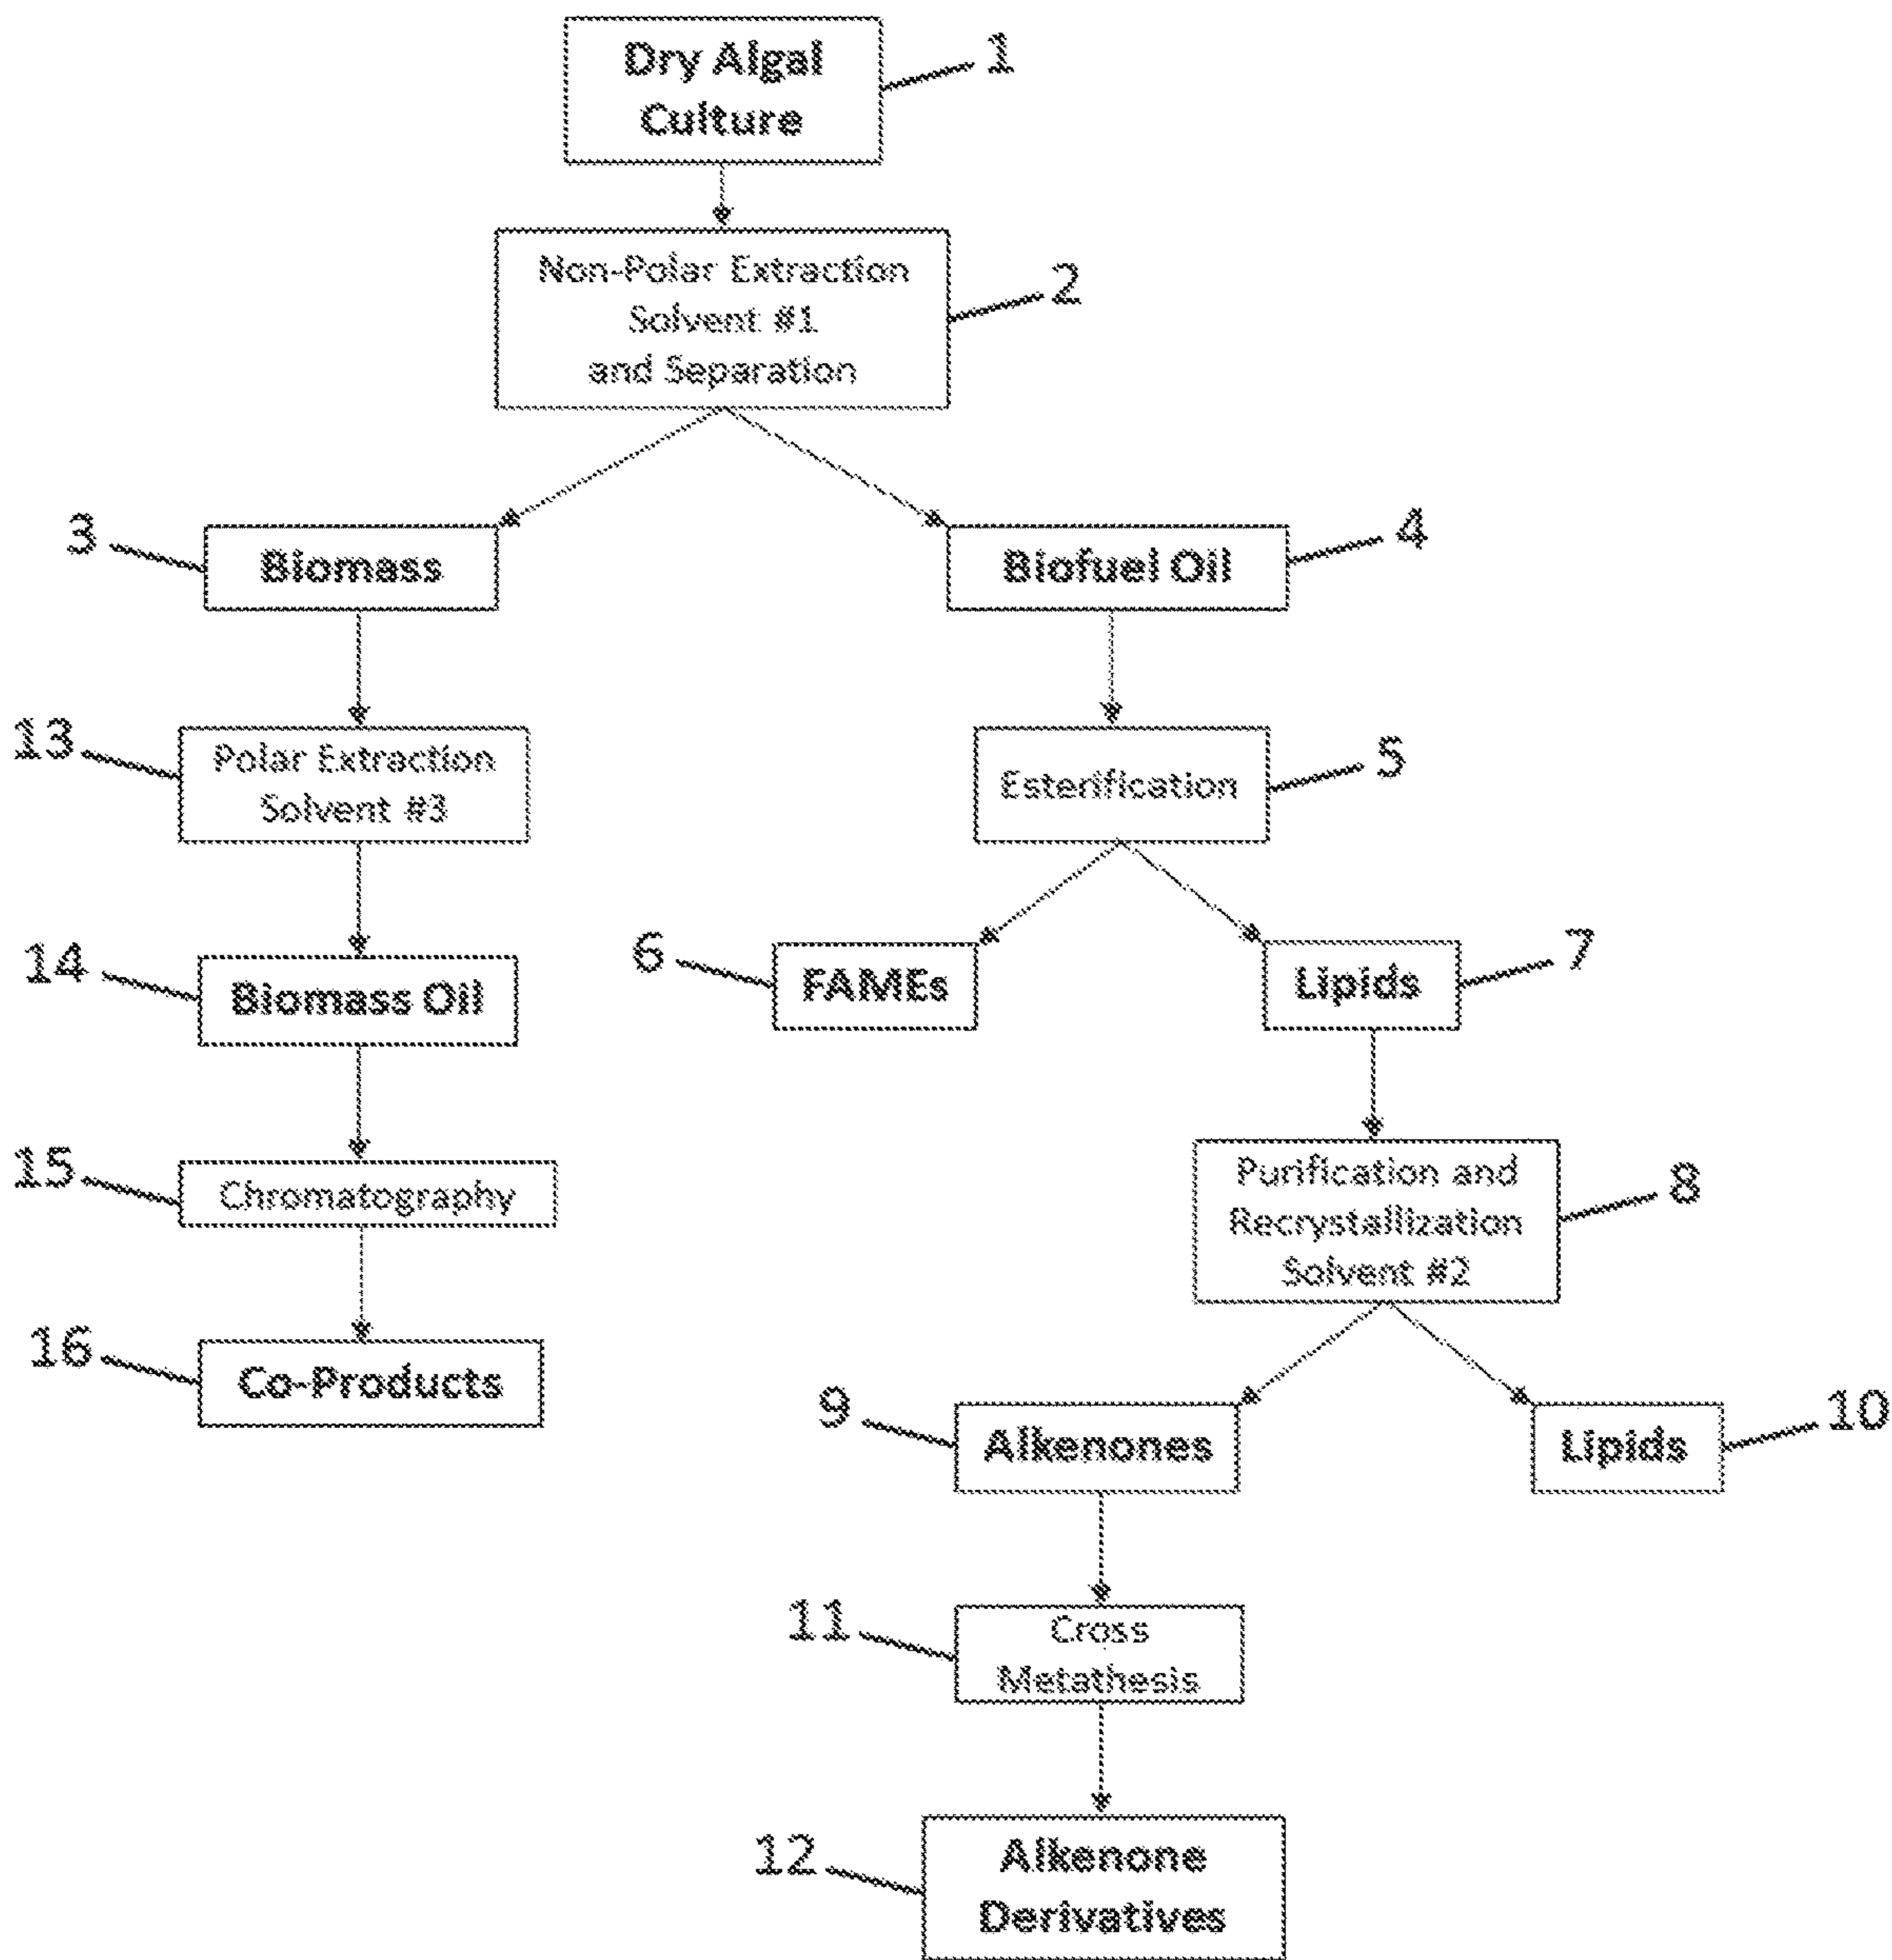 Dry Algal
Culture
1
Non-Polar Extraction
Solvent #1
and Separation
2
3
Biomass
Biofuel Oil
4
13
Polar Extraction
Solvent #3
Esterification
5
14
Biomass Oil
6
FAMEs
Lipids
7
15
Chromatography
Purification and
Recrystallization
Solvent #2
8
16
Co-Products
9
Alkenones
Lipids
10
11
Cross
Metathesis
12
Alkenone
Derivatives